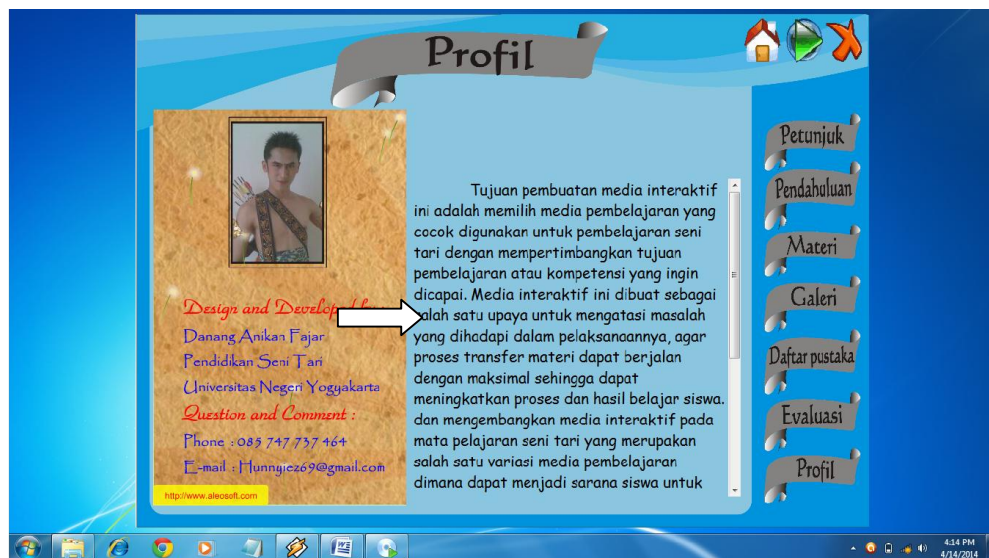 Profil
Design and Develop
Danang Anikan Fajar
Pendidikan Seni Tari
Universitas Negeri Yogyakarta
Question and Comment :
Phone : 085 747 737 464
E-mail : Hunnyiez69@gmail.com
http://www.aleosoft.com
Tujuan pembuatan media interaktif
ini adalah memilih media pembelajaran yang
cocok digunakan untuk pembelajaran seni
tari dengan mempertimbangkan tujuan
pembelajaran atau kompetensi yang ingin
dicapai. Media interaktif ini dibuat sebagai
salah satu upaya untuk mengatasi masalah
yang dihadapi dalam pelaksanaannya, agar
proses transfer materi dapat berjalan
dengan maksimal sehingga dapat
meningkatkan proses dan hasil belajar siswa.
dan mengembangkan media interaktif pada
mata pelajaran seni tari yang merupakan
salah satu variasi media pembelajaran
dimana dapat menjadi sarana siswa untuk
Petunjuk
Pendahuluan
Materi
Galeri
Daftar pustaka
Evaluasi
Profil
4:14 PM
4/14/2014